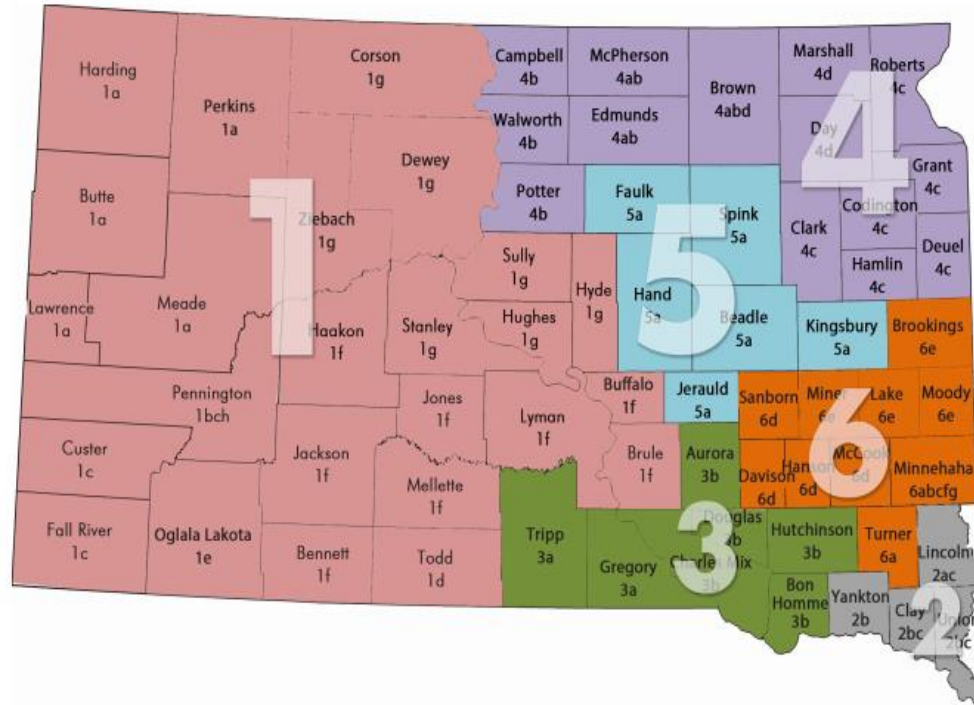 Harding
1a
Perkins
1a
Corson
1g
Campbell
4b
McPherson
4ab
Brown
4abd
Marshall
4d
Roberts
4c
Walworth
4b
Edmunds
4ab
Day
4d
Dewey
1g
Butte
1a
Ziebach
1g
Potter
4b
Faulk
5a
Spink
5a
Clark
4c
Codington
4c
Grant
4c
Hamlin
4c
Deuel
4c
1
4
5
Lawrence
1a
Meade
1a
Haakon
1f
Stanley
1g
Sully
1g
Hughes
1g
Hyde
1g
Hand
5a
Beadle
5a
Kingsbury
5a
Brookings
6e
Pennington
1bch
Jones
1f
Lyman
1f
Buffalo
1f
Jerauld
5a
Sanborn
6d
Miner
6e
Lake
6e
Moody
6e
6
Custer
1c
Jackson
1f
Mellette
1f
Brule
1f
Aurora
3b
Davison
6d
Hanson
6d
McCook
6d
Minnehaha
6abcfg
Fall River
1c
Oglala Lakota
1e
Bennett
1f
Todd
1d
Tripp
3a
Gregory
3a
Douglas
Charles Mix
3b
3
Hutchinson
3b
Turner
6a
Lincoln
2ac
Bon
Homme
3b
Yankton
2b
Clay
2bc
Union
2bc
2